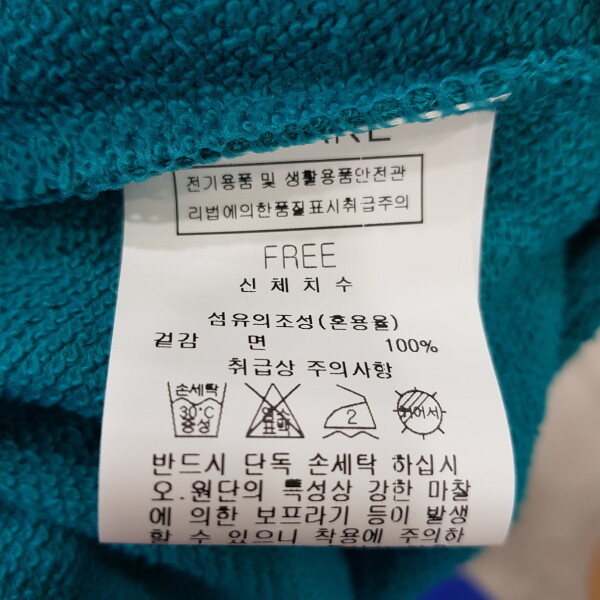 전기용품 및 생활용품안전관
리법에의한품질표시취급주의
FREE
신체치수
섬유의조성(혼용율)
겉감 면 100%
취급상 주의사항
손세탁
30°C
중성
염소
표백
2
뉘어서
반드시 단독 손세탁 하십시
오.원단의 특성상 강한 마찰
에 의한 보프라기 등이 발생
할 수 있으니 착용에 주의하